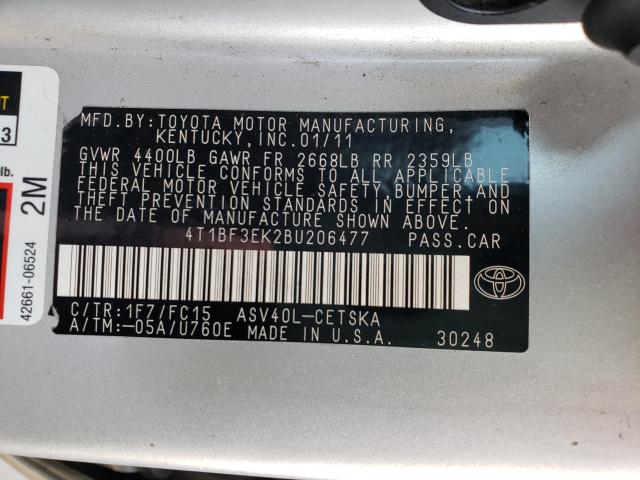 MFD. BY:TOYOTA MOTOR MANUFACTURING,
KENTUCKY, INC.01/11
GVWR 4400LB GAWR FR 2668LB RR 2359LB
THIS VEHICLE CONFORMS TO ALL APPLICABLE
FEDERAL MOTOR VEHICLE SAFETY, BUMPER AND
THEFT PREVENTION STANDARDS IN EFFECT ON
THE DATE OF MANUFACTURE SHOWN ABOVE.
4T1BF3EK2BU206477 PASS.CAR
C/TR:1F7/FC15 ASV40L-CETSKA
A/TM:-05A/U760E MADE IN U.S.A. 30248
3
lb.
2M
42661-06524